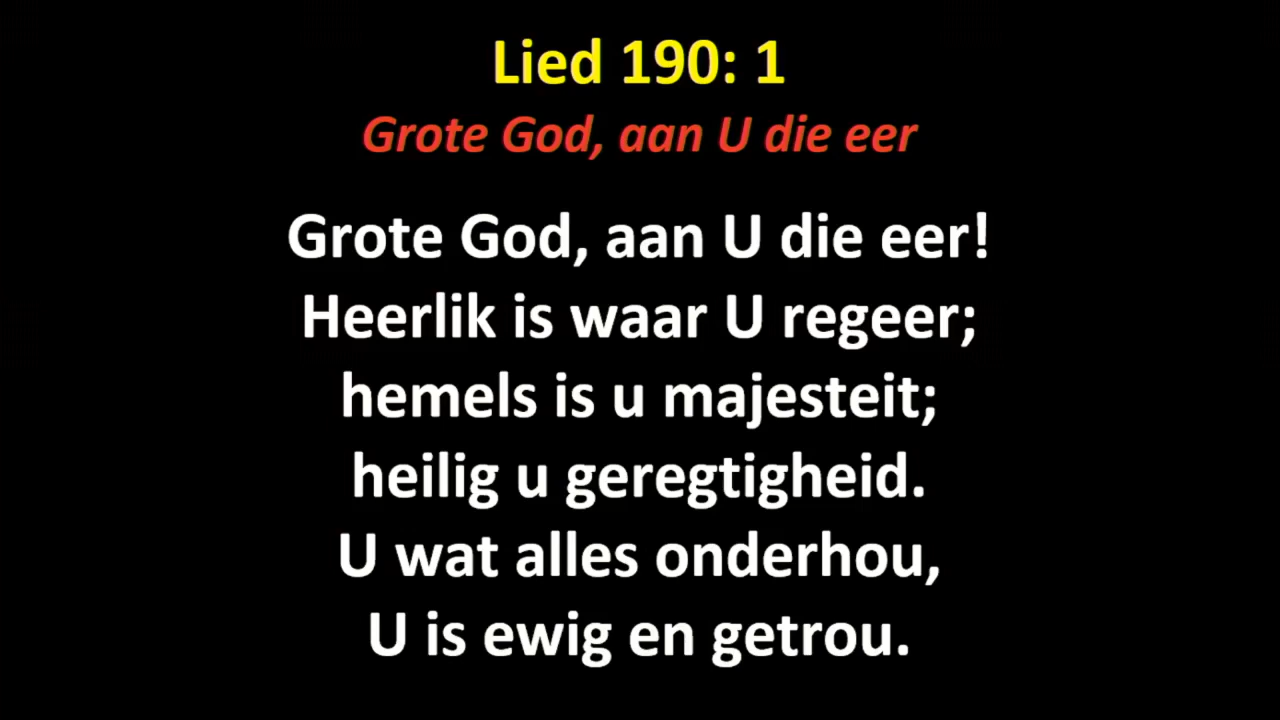 Lied 190: 1
Grote God, aan U die eer
Grote God, aan U die eer!
Heerlik is waar U regeer;
hemels is u majesteit;
heilig u geregtigheid.
U wat alles onderhou,
U is ewig en getrou.